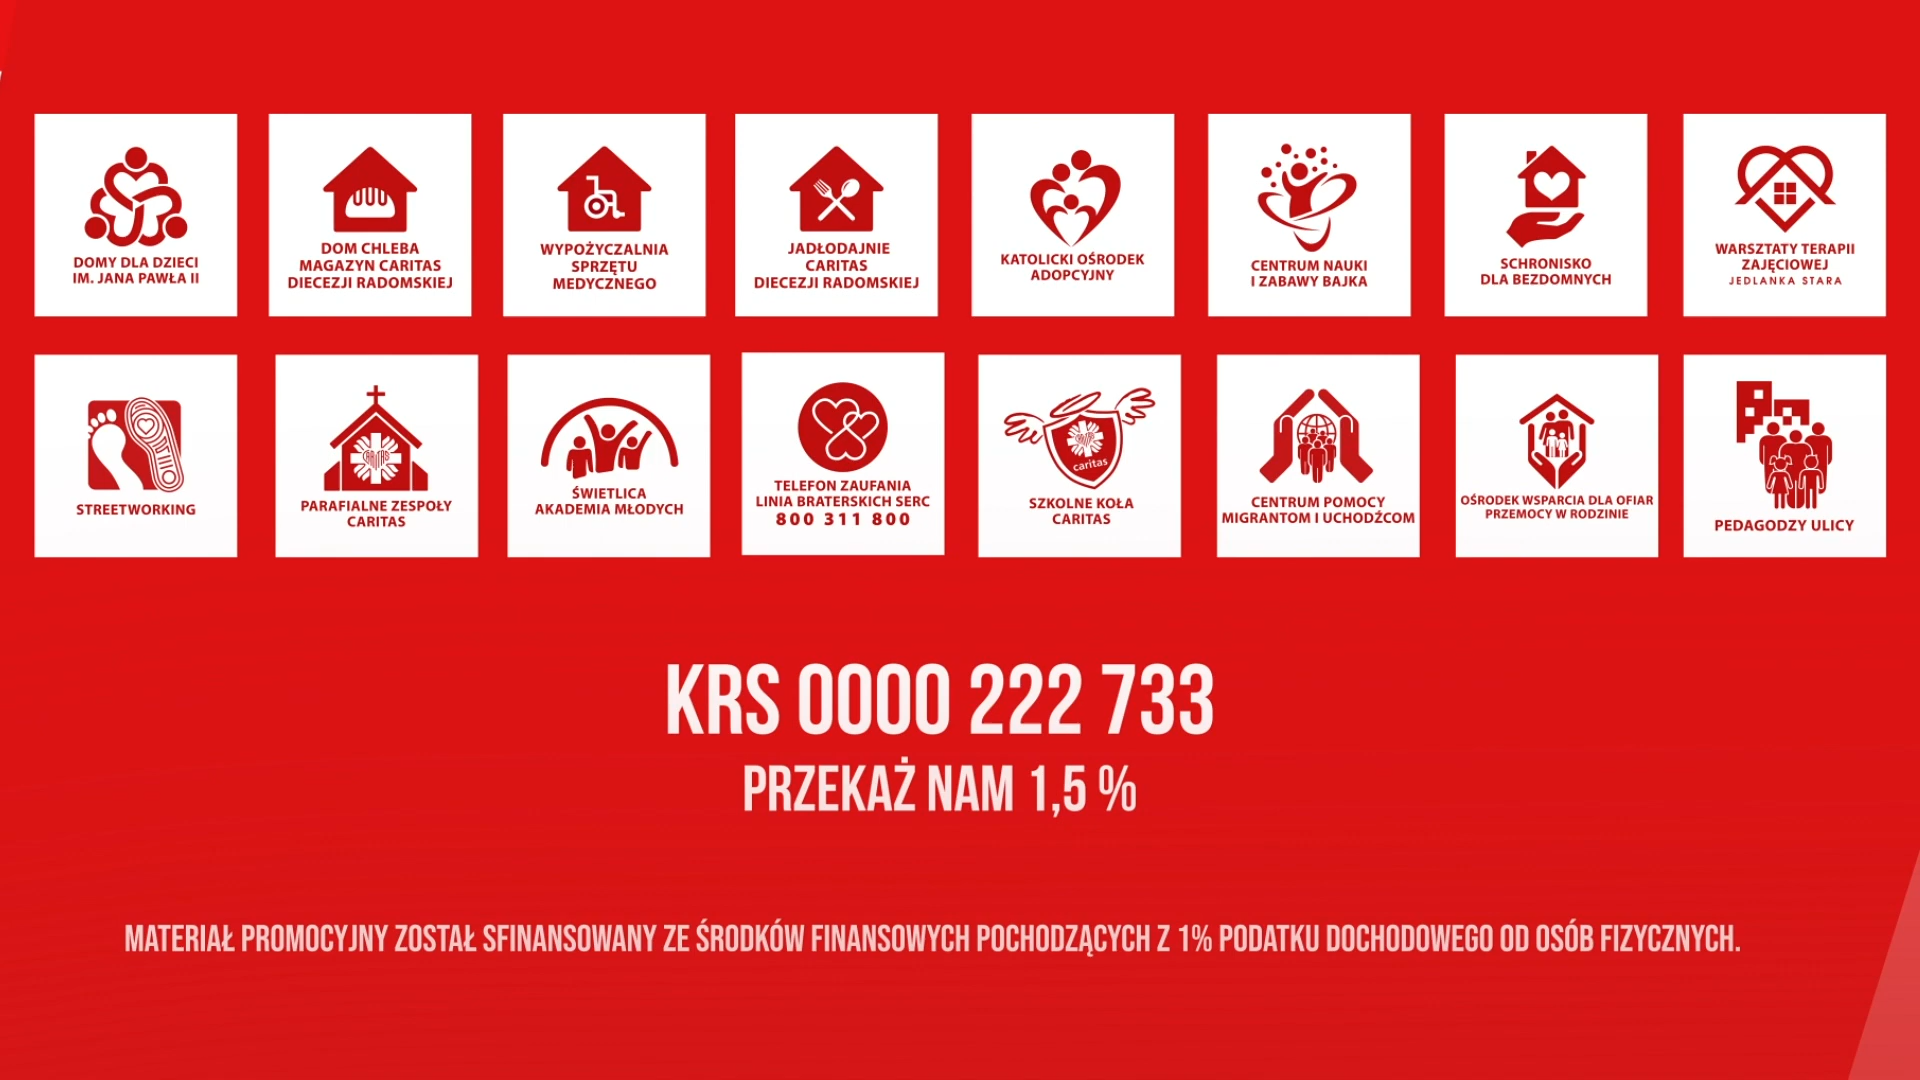 DOMY DLA DZIECI
IM. JANA PAWŁA II
DOM CHLEBA
MAGAZYN CARITAS
DIECEZJI RADOMSKIEJ
WYPOŻYCZALNIA
SPRZĘTU
MEDYCZNEGO
JADŁODAJNIE
CARITAS
DIECEZJI RADOMSKIEJ
KATOLICKI OŚRODEK
ADOPCYJNY
CENTRUM NAUKI
I ZABAWY BAJKA
SCHRONISKO
DLA BEZDOMNYCH
WARSZTATY TERAPII
ZAJĘCIOWEJ
JEDLANKA STARA
STREETWORKING
CARITAS
PARAFIALNE ZESPOŁY
CARITAS
ŚWIETLICA
AKADEMIA MŁODYCH
TELEFON ZAUFANIA
LINIA BRATERSKICH SERC
800 311 800
caritas
SZKOLNE KOŁA
CARITAS
CENTRUM POMOCY
MIGRANTOM I UCHODŹCOM
OŚRODEK WSPARCIA DLA OFIAR
PRZEMOCY W RODZINIE
PEDAGODZY ULICY
KRS 0000 222 733
PRZEKAŻ NAM 1,5 %
MATERIAŁ PROMOCYJNY ZOSTAŁ SFINANSOWANY ZE ŚRODKÓW FINANSOWYCH POCHODZĄCYCH Z 1% PODATKU DOCHODOWEGO OD OSÓB FIZYCZNYCH.